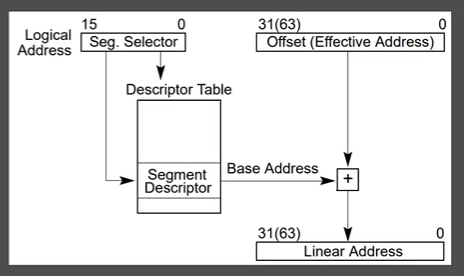 15 0
31(63) 0
Logical
Address
Seg. Selector
Offset (Effective Address)
Descriptor Table
Segment
Descriptor
Base Address
+
31(63) 0
Linear Address